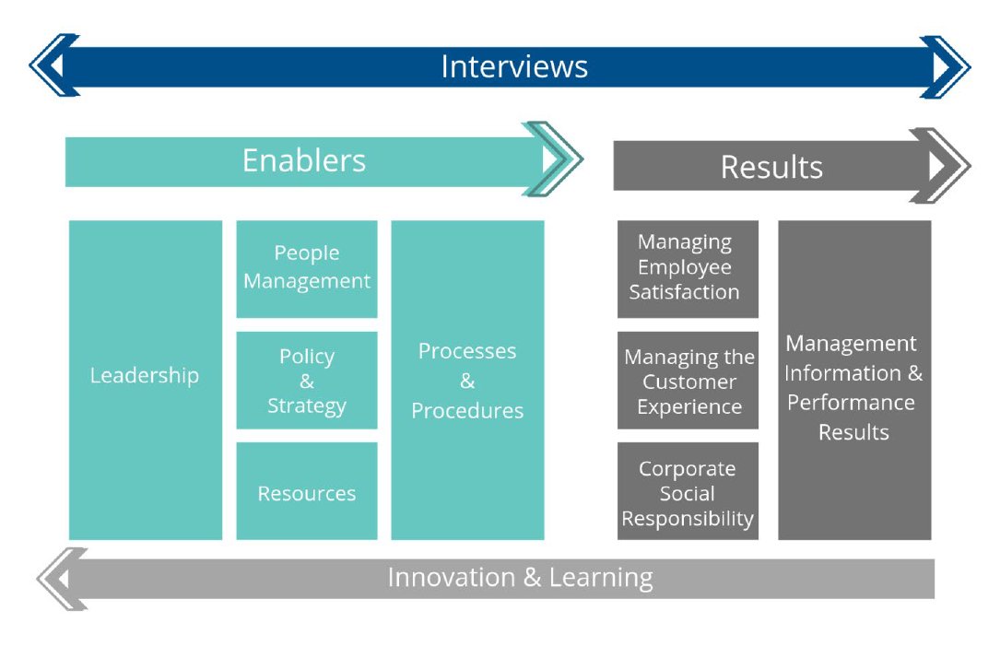 Interviews
Enablers
Results
Leadership
People
Management
Policy
&
Strategy
Resources
Processes
&
Procedures
Managing
Employee
Satisfaction
Managing the
Customer
Experience
Corporate
Social
Responsibility
Management
Information &
Performance
Results
Innovation & Learning